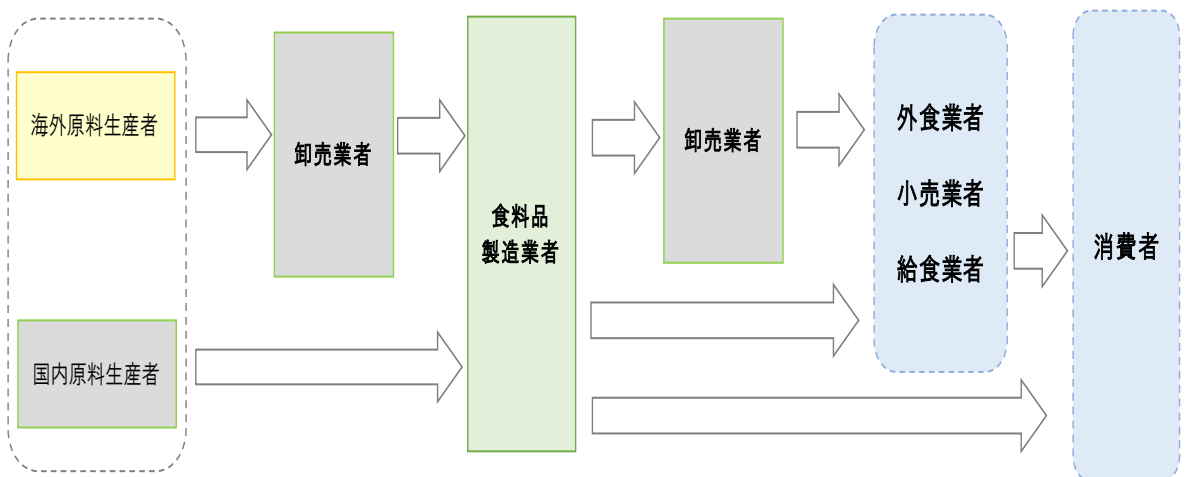 海外原料生産者
国内原料生産者
卸売業者
食料品
製造業者
卸売業者
外食業者
小売業者
給食業者
消費者